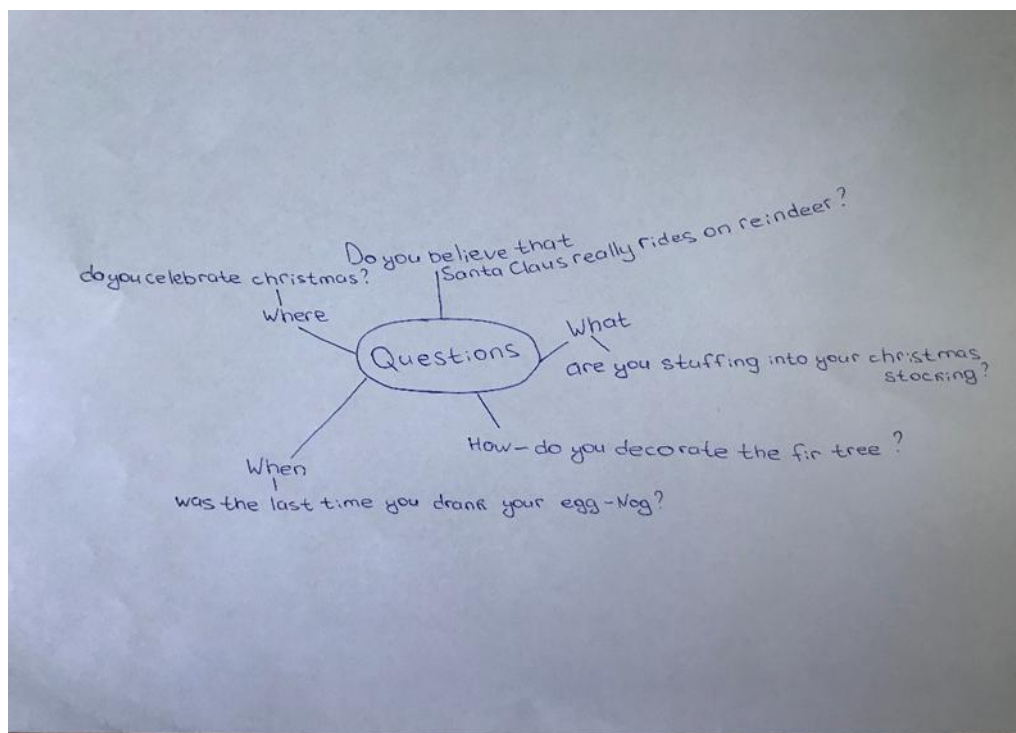 Do you believe that
Santa Claus really rides on reindeer?
do you celebrate christmas?
Where
What
Questions
are you stuffing into your christmas
stocking?
How - do you decorate the fir tree?
When
was the last time you drank your egg-Nog?